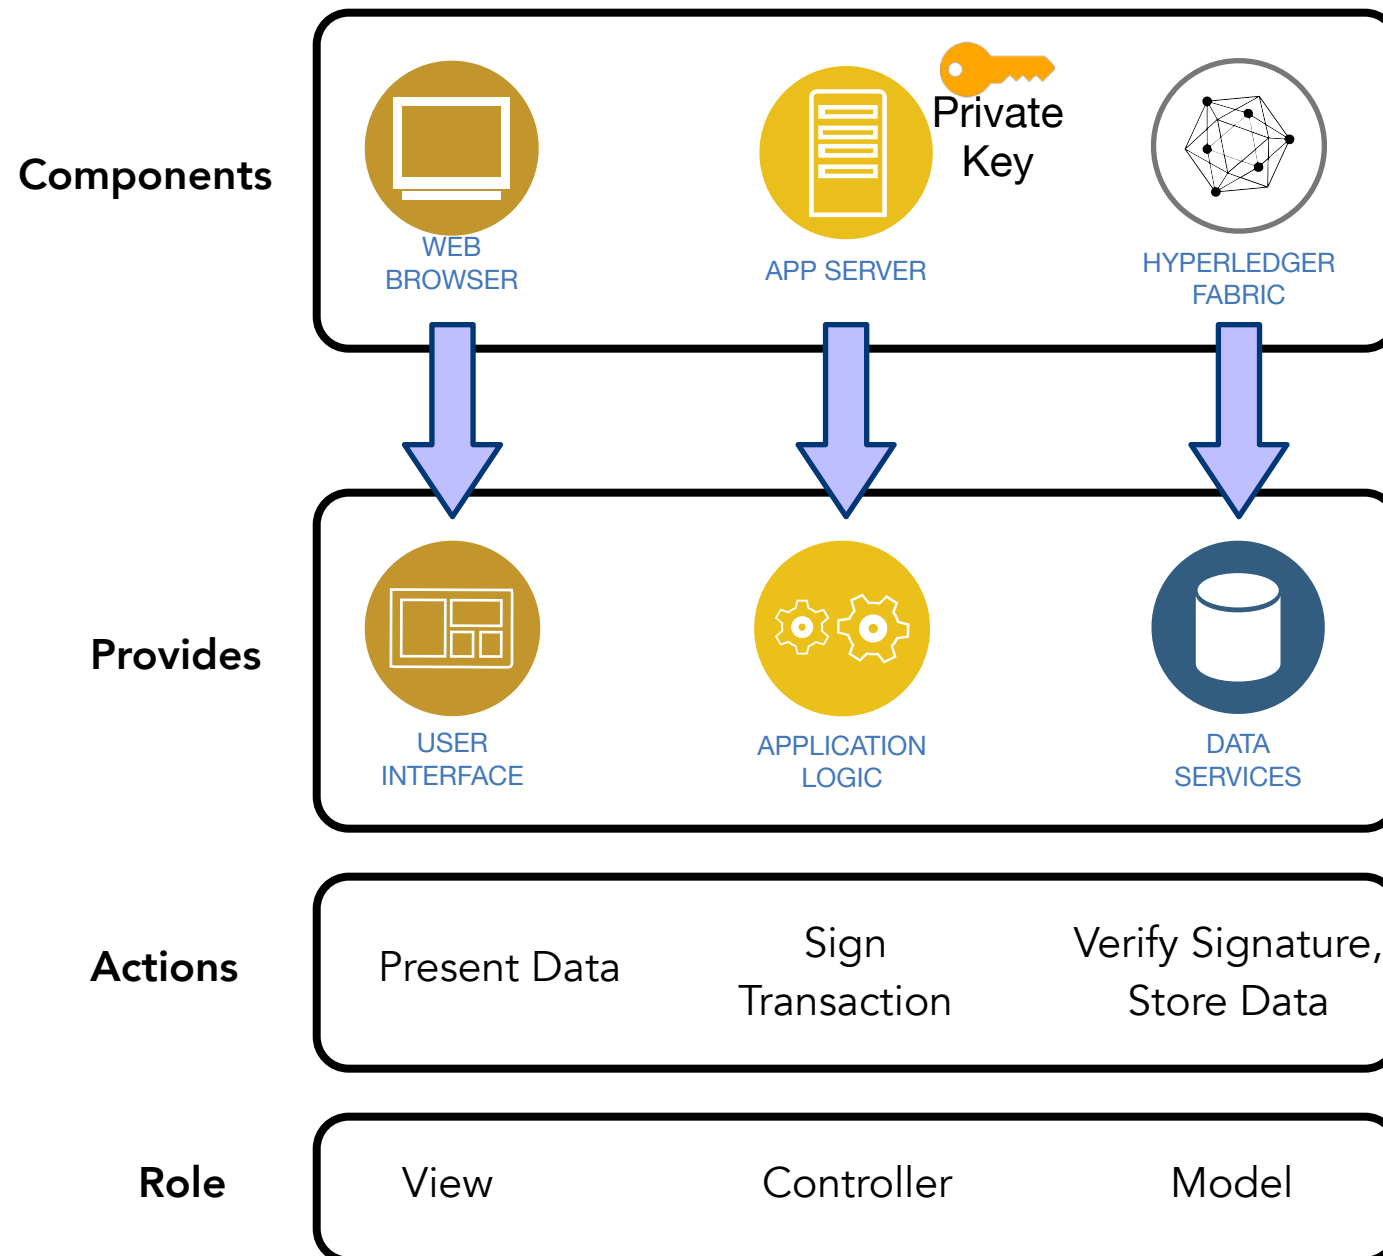 Components
WEB
BROWSER
APP SERVER
Private
Key
HYPERLEDGER
FABRIC
Provides
USER
INTERFACE
APPLICATION
LOGIC
DATA
SERVICES
Actions
Present Data
Sign
Transaction
Verify Signature,
Store Data
Role
View
Controller
Model